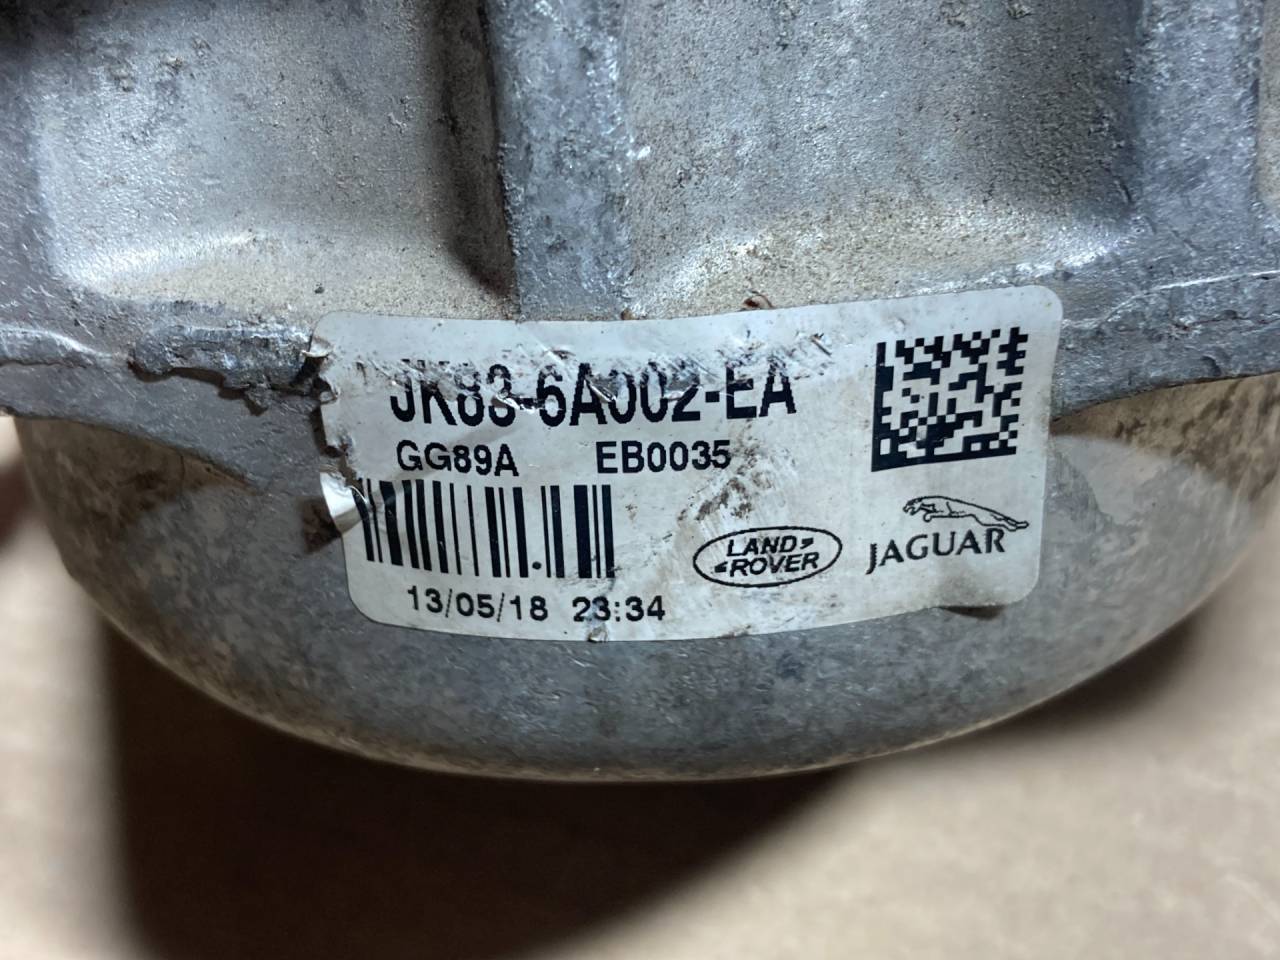 JK83-6A002-EA
GG89A EB0035
LAND ROVER
JAGUAR
13/05/18 23:34